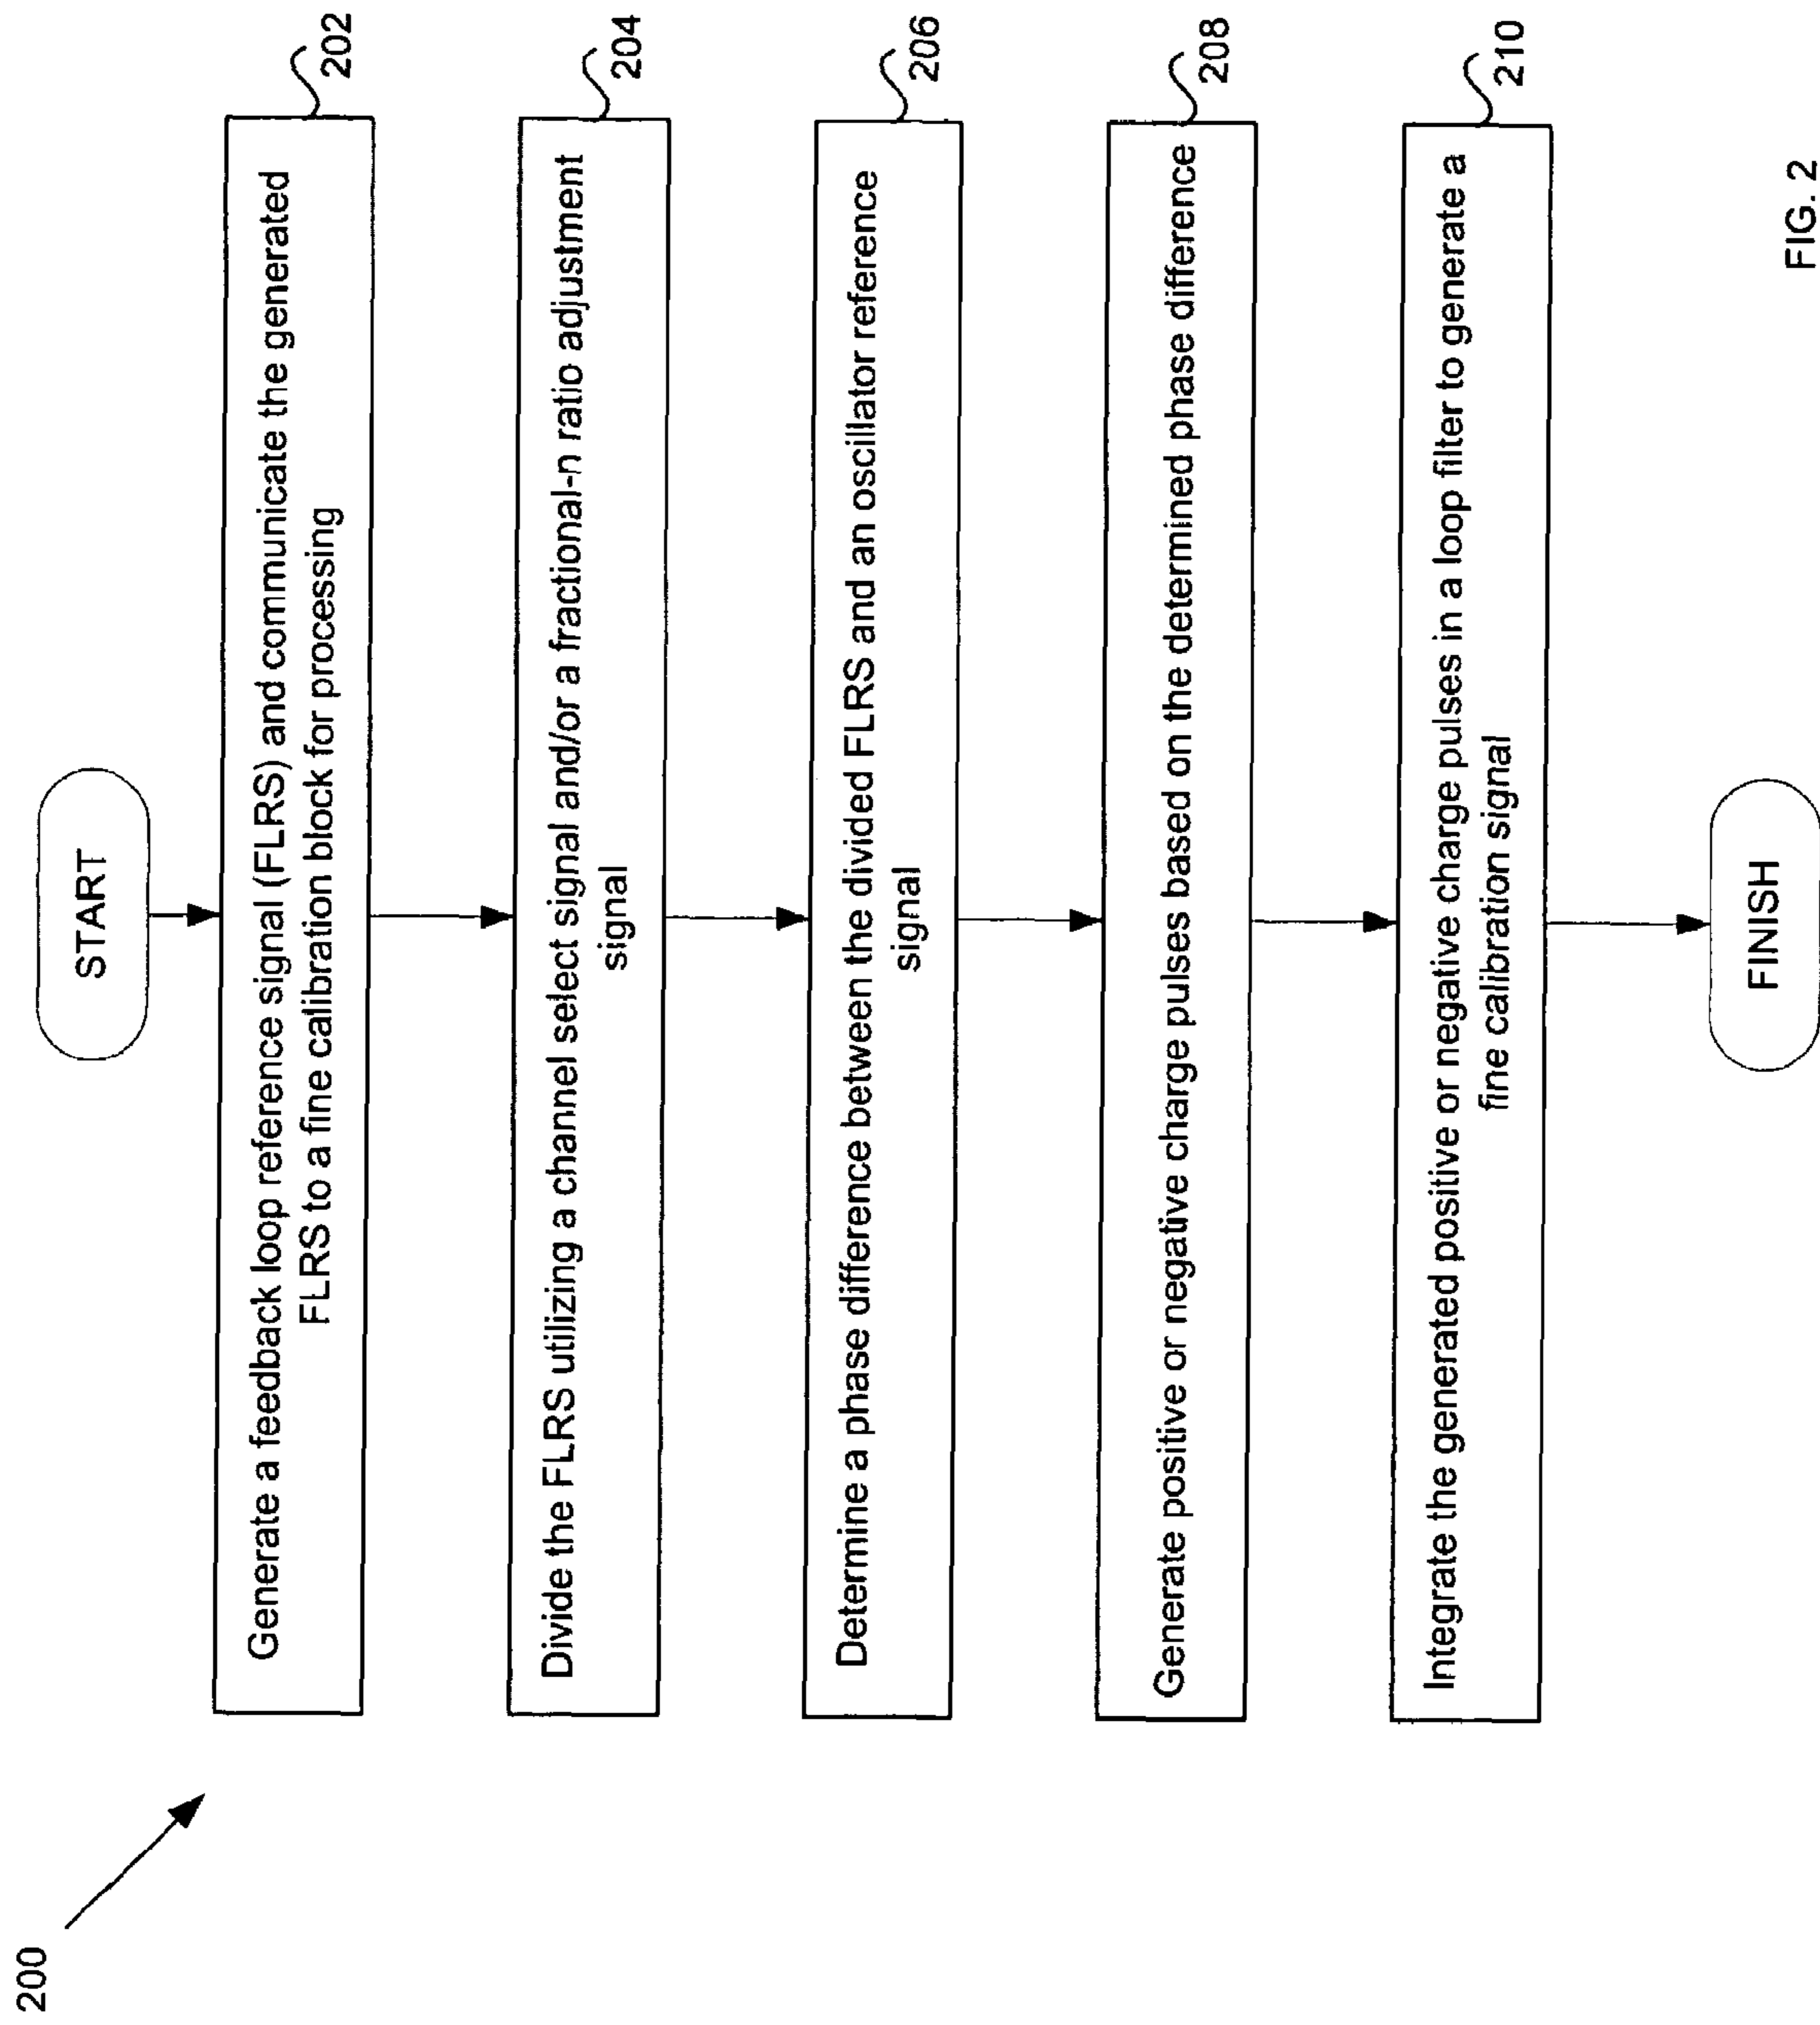 200
START
Generate a feedback loop reference signal (FLRS) and communicate the generated
FLRS to a fine calibration block for processing
202
Divide the FLRS utilizing a channel select signal and/or a fractional-n ratio adjustment
signal
204
Determine a phase difference between the divided FLRS and an oscillator reference
signal
206
Generate positive or negative charge pulses based on the determined phase difference
208
Integrate the generated positive or negative charge pulses in a loop filter to generate a
fine calibration signal
210
FINISH
FIG. 2